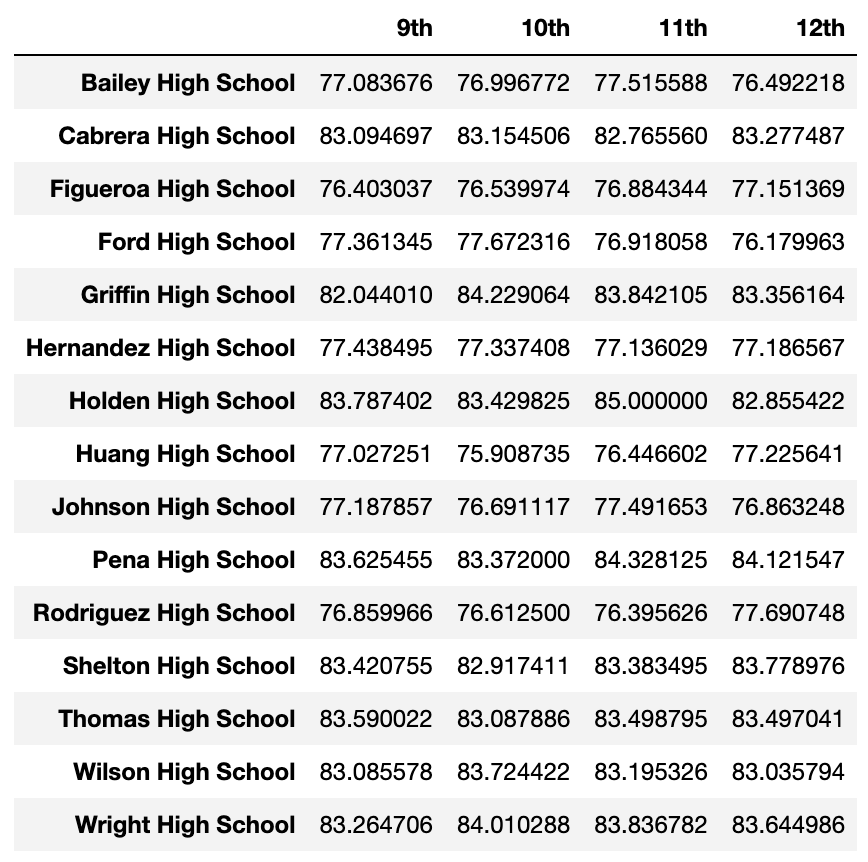 9th 10th 11th 12th
Bailey High School 77.083676 76.996772 77.515588 76.492218
Cabrera High School 83.094697 83.154506 82.765560 83.277487
Figueroa High School 76.403037 76.539974 76.884344 77.151369
Ford High School 77.361345 77.672316 76.918058 76.179963
Griffin High School 82.044010 84.229064 83.842105 83.356164
Hernandez High School 77.438495 77.337408 77.136029 77.186567
Holden High School 83.787402 83.429825 85.000000 82.855422
Huang High School 77.027251 75.908735 76.446602 77.225641
Johnson High School 77.187857 76.691117 77.491653 76.863248
Pena High School 83.625455 83.372000 84.328125 84.121547
Rodriguez High School 76.859966 76.612500 76.395626 77.690748
Shelton High School 83.420755 82.917411 83.383495 83.778976
Thomas High School 83.590022 83.087886 83.498795 83.497041
Wilson High School 83.085578 83.724422 83.195326 83.035794
Wright High School 83.264706 84.010288 83.836782 83.644986